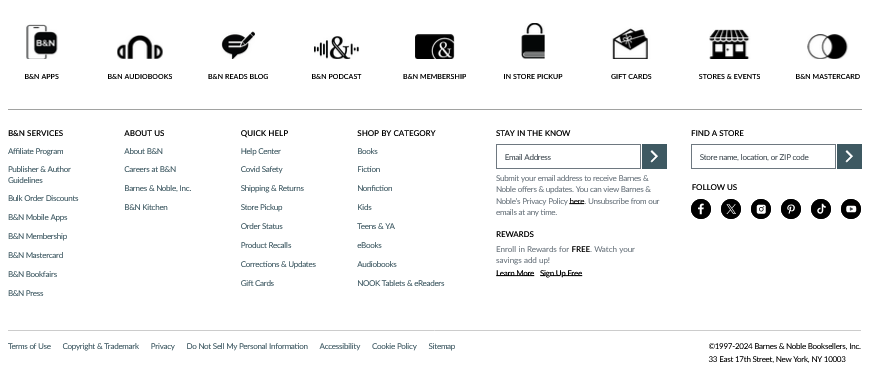 B&N
&
&
B&N APPS
B&N AUDIOBOOKS
B&N READS BLOG
B&N PODCAST
B&N MEMBERSHIP
IN STORE PICKUP
GIFT CARDS
STORES & EVENTS
B&N MASTERCARD
B&N SERVICES
Affiliate Program
Publisher & Author
Guidelines
Bulk Order Discounts
B&N Mobile Apps
B&N Membership
B&N Mastercard
B&N Bookfairs
B&N Press
ABOUT US
About B&N
Careers at B&N
Barnes & Noble, Inc.
B&N Kitchen
QUICK HELP
Help Center
Covid Safety
Shipping & Returns
Store Pickup
Order Status
Product Recalls
Corrections & Updates
Gift Cards
SHOP BY CATEGORY
Books
Fiction
Nonfiction
Kids
Teens & YA
eBooks
Audiobooks
NOOK Tablets & eReaders
STAY IN THE KNOW
Email Address
Submit your email address to receive Barnes &
Noble offers & updates. You can view Barnes &
Noble's Privacy Policy here. Unsubscribe from our
emails at any time.
REWARDS
Enroll in Rewards for FREE. Watch your
savings add up!
Learn More Sign Up Free
FIND A STORE
Store name, location, or ZIP code
FOLLOW US
Terms of Use
Copyright & Trademark
Privacy
Do Not Sell My Personal Information
Accessibility
Cookie Policy
Sitemap
©1997-2024 Barnes & Noble Booksellers, Inc.
33 East 17th Street, New York, NY 10003